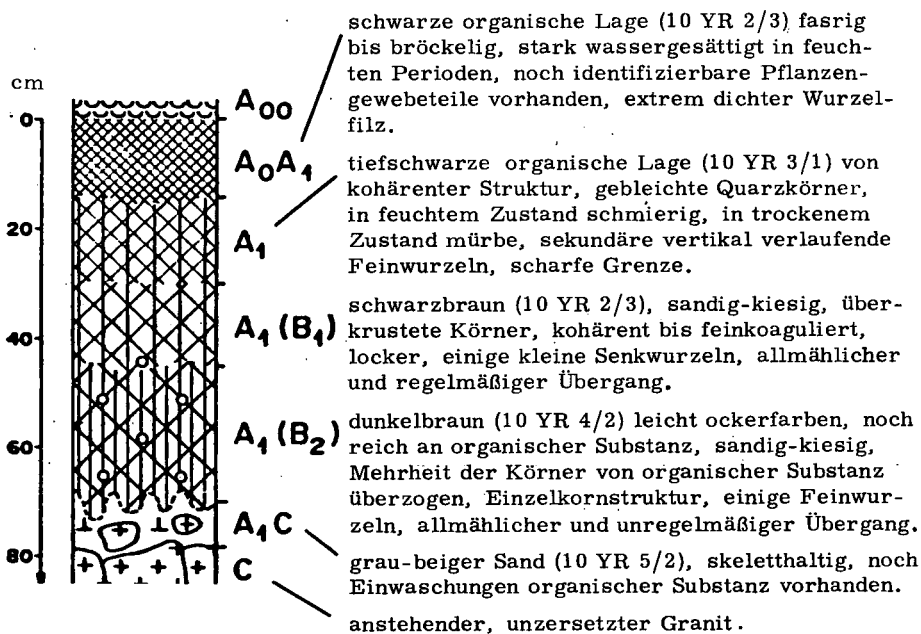 schwarze organische Lage (10 YR 2/3) fasrig
bis bröckelig, stark wassergesättigt in feuch-
ten Perioden, noch identifizierbare Pflanzen-
gewebeteile vorhanden, extrem dichter Wurzel-
filz.
cm
0
20
40
60
80
A00
A0A1
A1
A1 (B1)
A1 (B2)
A1C
C
tiefschwarze organische Lage (10 YR 3/1) von
kohärenter Struktur, gebleichte Quarzkörner,
in feuchtem Zustand schmierig, in trockenem
Zustand mürbe, sekundäre vertikal verlaufende
Feinwurzeln, scharfe Grenze.
schwarzbraun (10 YR 2/3), sandig-kiesig, über-
krustete Körner, kohärent bis feinkoaguliert,
locker, einige kleine Senkwurzeln, allmählicher
und regelmäßiger Übergang.
dunkelbraun (10 YR 4/2) leicht ockerfarben, noch
reich an organischer Substanz, sandig-kiesig,
Mehrheit der Körner von organischer Substanz
überzogen, Einzelkornstruktur, einige Feinwur-
zeln, allmählicher und unregelmäßiger Übergang.
grau-beiger Sand (10 YR 5/2), skeletthaltig, noch
Einwaschungen organischer Substanz vorhanden.
anstehender, unzersetzter Granit.